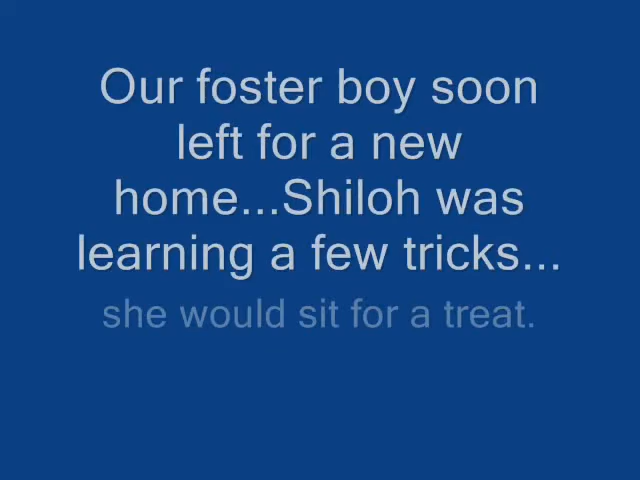 Our foster boy soon
left for a new
home...Shiloh was
learning a few tricks...
she would sit for a treat.